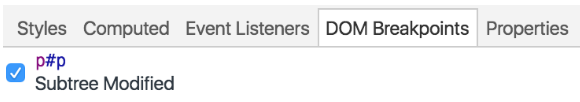 Styles Computed Event Listeners DOM Breakpoints Properties
p#p
Subtree Modified